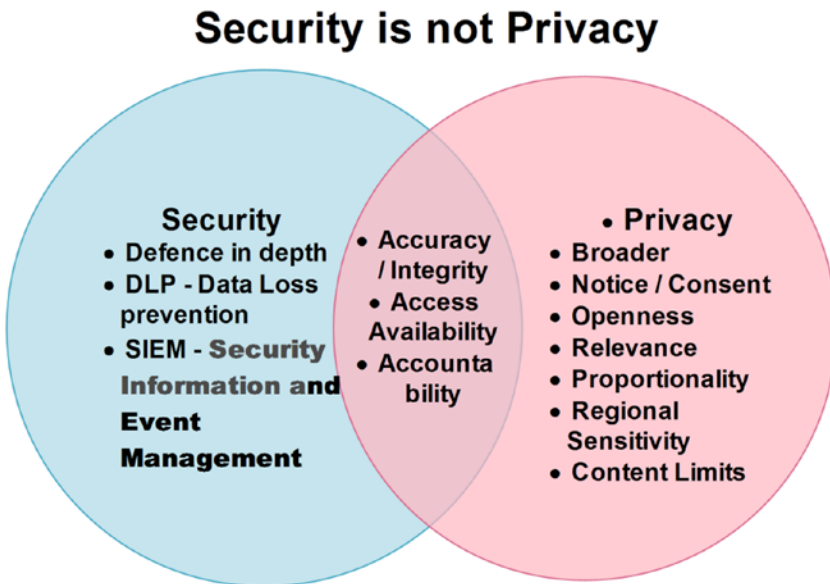 Security is not Privacy
Security
• Defence in depth
• DLP - Data Loss
prevention
• SIEM - Security
Information and
Event
Management
• Accuracy
/ Integrity
• Access
Availability
• Accounta
bility
• Privacy
• Broader
• Notice / Consent
• Openness
• Relevance
• Proportionality
• Regional
Sensitivity
• Content Limits